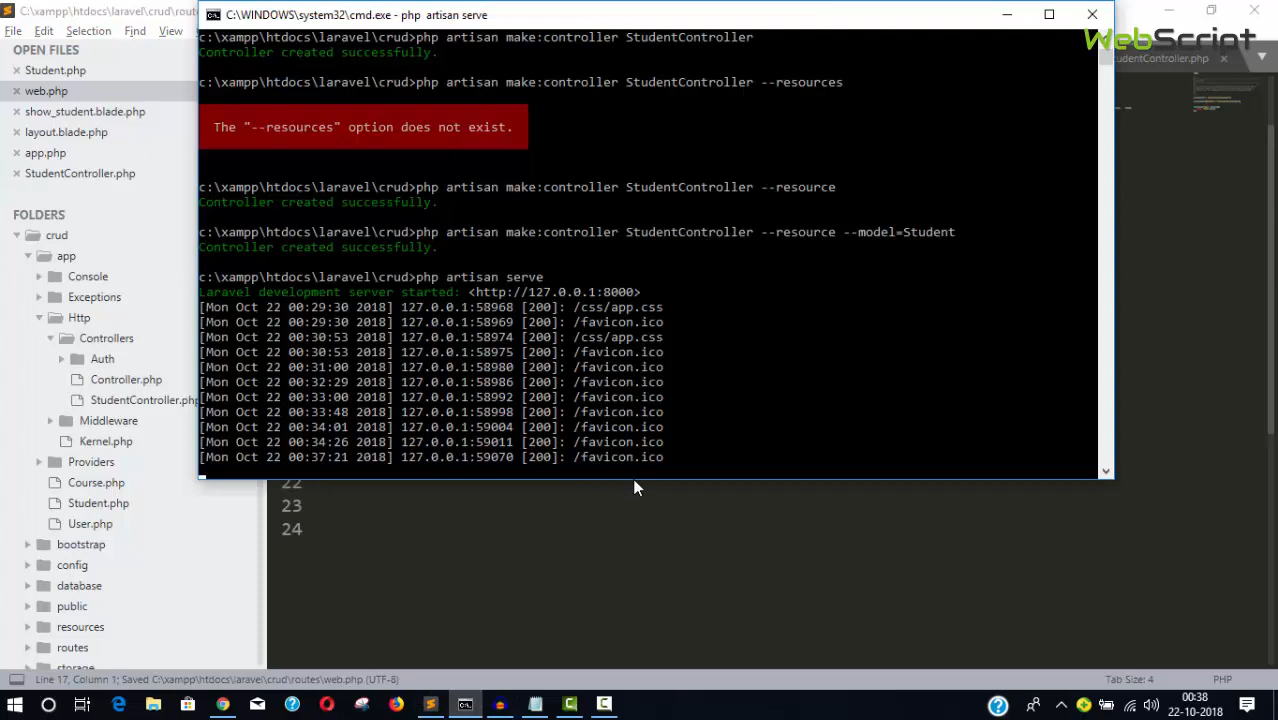 C:\xampp\htdocs\laravel\crud\route
C:\WINDOWS\system32\cmd.exe - php  artisan serve
WebScript
File Edit Selection Find View
OPEN FILES
Student.php
web.php
show_student.blade.php
layout.blade.php
app.php
StudentController.php
FOLDERS
crud
app
Console
Exceptions
Http
Controllers
Auth
Controller.php
StudentController.php
Middleware
Kernel.php
Providers
Course.php
Student.php
User.php
bootstrap
config
database
public
resources
routes
storage
c:\xampp\htdocs\laravel\crud>php artisan make:controller StudentController
Controller created successfully.
c:\xampp\htdocs\laravel\crud>php artisan make:controller StudentController --resources
The "--resources" option does not exist.
c:\xampp\htdocs\laravel\crud>php artisan make:controller StudentController --resource
Controller created successfully.
c:\xampp\htdocs\laravel\crud>php artisan make:controller StudentController --resource --model=Student
Controller created successfully.
c:\xampp\htdocs\laravel\crud>php artisan serve
Laravel development server started: <http://127.0.0.1:8000>
[Mon Oct 22 00:29:30 2018] 127.0.0.1:58968 [200]: /css/app.css
[Mon Oct 22 00:29:30 2018] 127.0.0.1:58969 [200]: /favicon.ico
[Mon Oct 22 00:30:53 2018] 127.0.0.1:58974 [200]: /css/app.css
[Mon Oct 22 00:30:53 2018] 127.0.0.1:58975 [200]: /favicon.ico
[Mon Oct 22 00:31:00 2018] 127.0.0.1:58980 [200]: /favicon.ico
[Mon Oct 22 00:32:29 2018] 127.0.0.1:58986 [200]: /favicon.ico
[Mon Oct 22 00:33:00 2018] 127.0.0.1:58992 [200]: /favicon.ico
[Mon Oct 22 00:33:48 2018] 127.0.0.1:58998 [200]: /favicon.ico
[Mon Oct 22 00:34:01 2018] 127.0.0.1:59004 [200]: /favicon.ico
[Mon Oct 22 00:34:26 2018] 127.0.0.1:59011 [200]: /favicon.ico
[Mon Oct 22 00:37:21 2018] 127.0.0.1:59070 [200]: /favicon.ico
tudentController.php
22
23
24
Line 17, Column 1; Saved C:\xampp\htdocs\laravel\crud\routes\web.php (UTF-8)
Tab Size: 4
PHP
00:38
22-10-2018